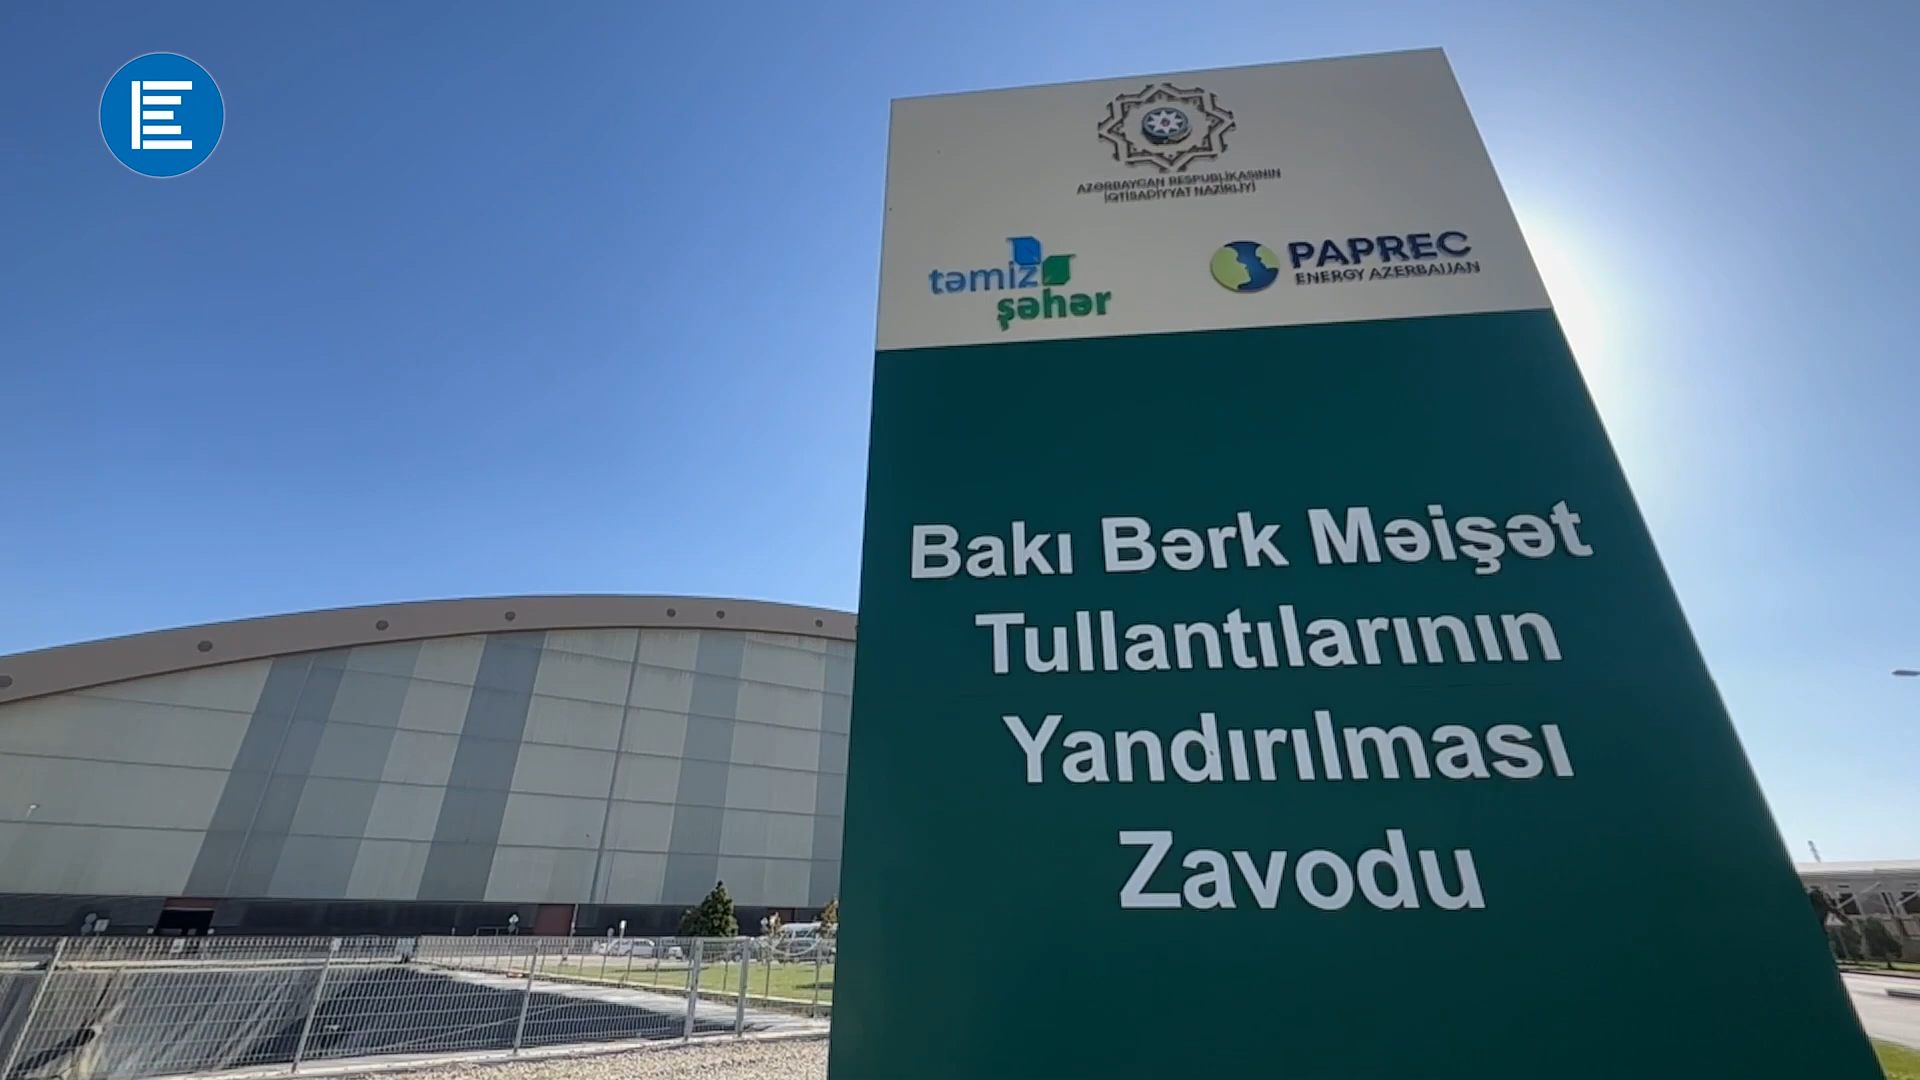 AZƏRBAYCAN RESPUBLİKASININ
İQTİSADİYYAT NAZİRLİYİ
təmiz
şəhər
PAPREC
ENERGY AZERBAIJAN
Bakı Bərk Məişət
Tullantılarının
Yandırılması
Zavodu